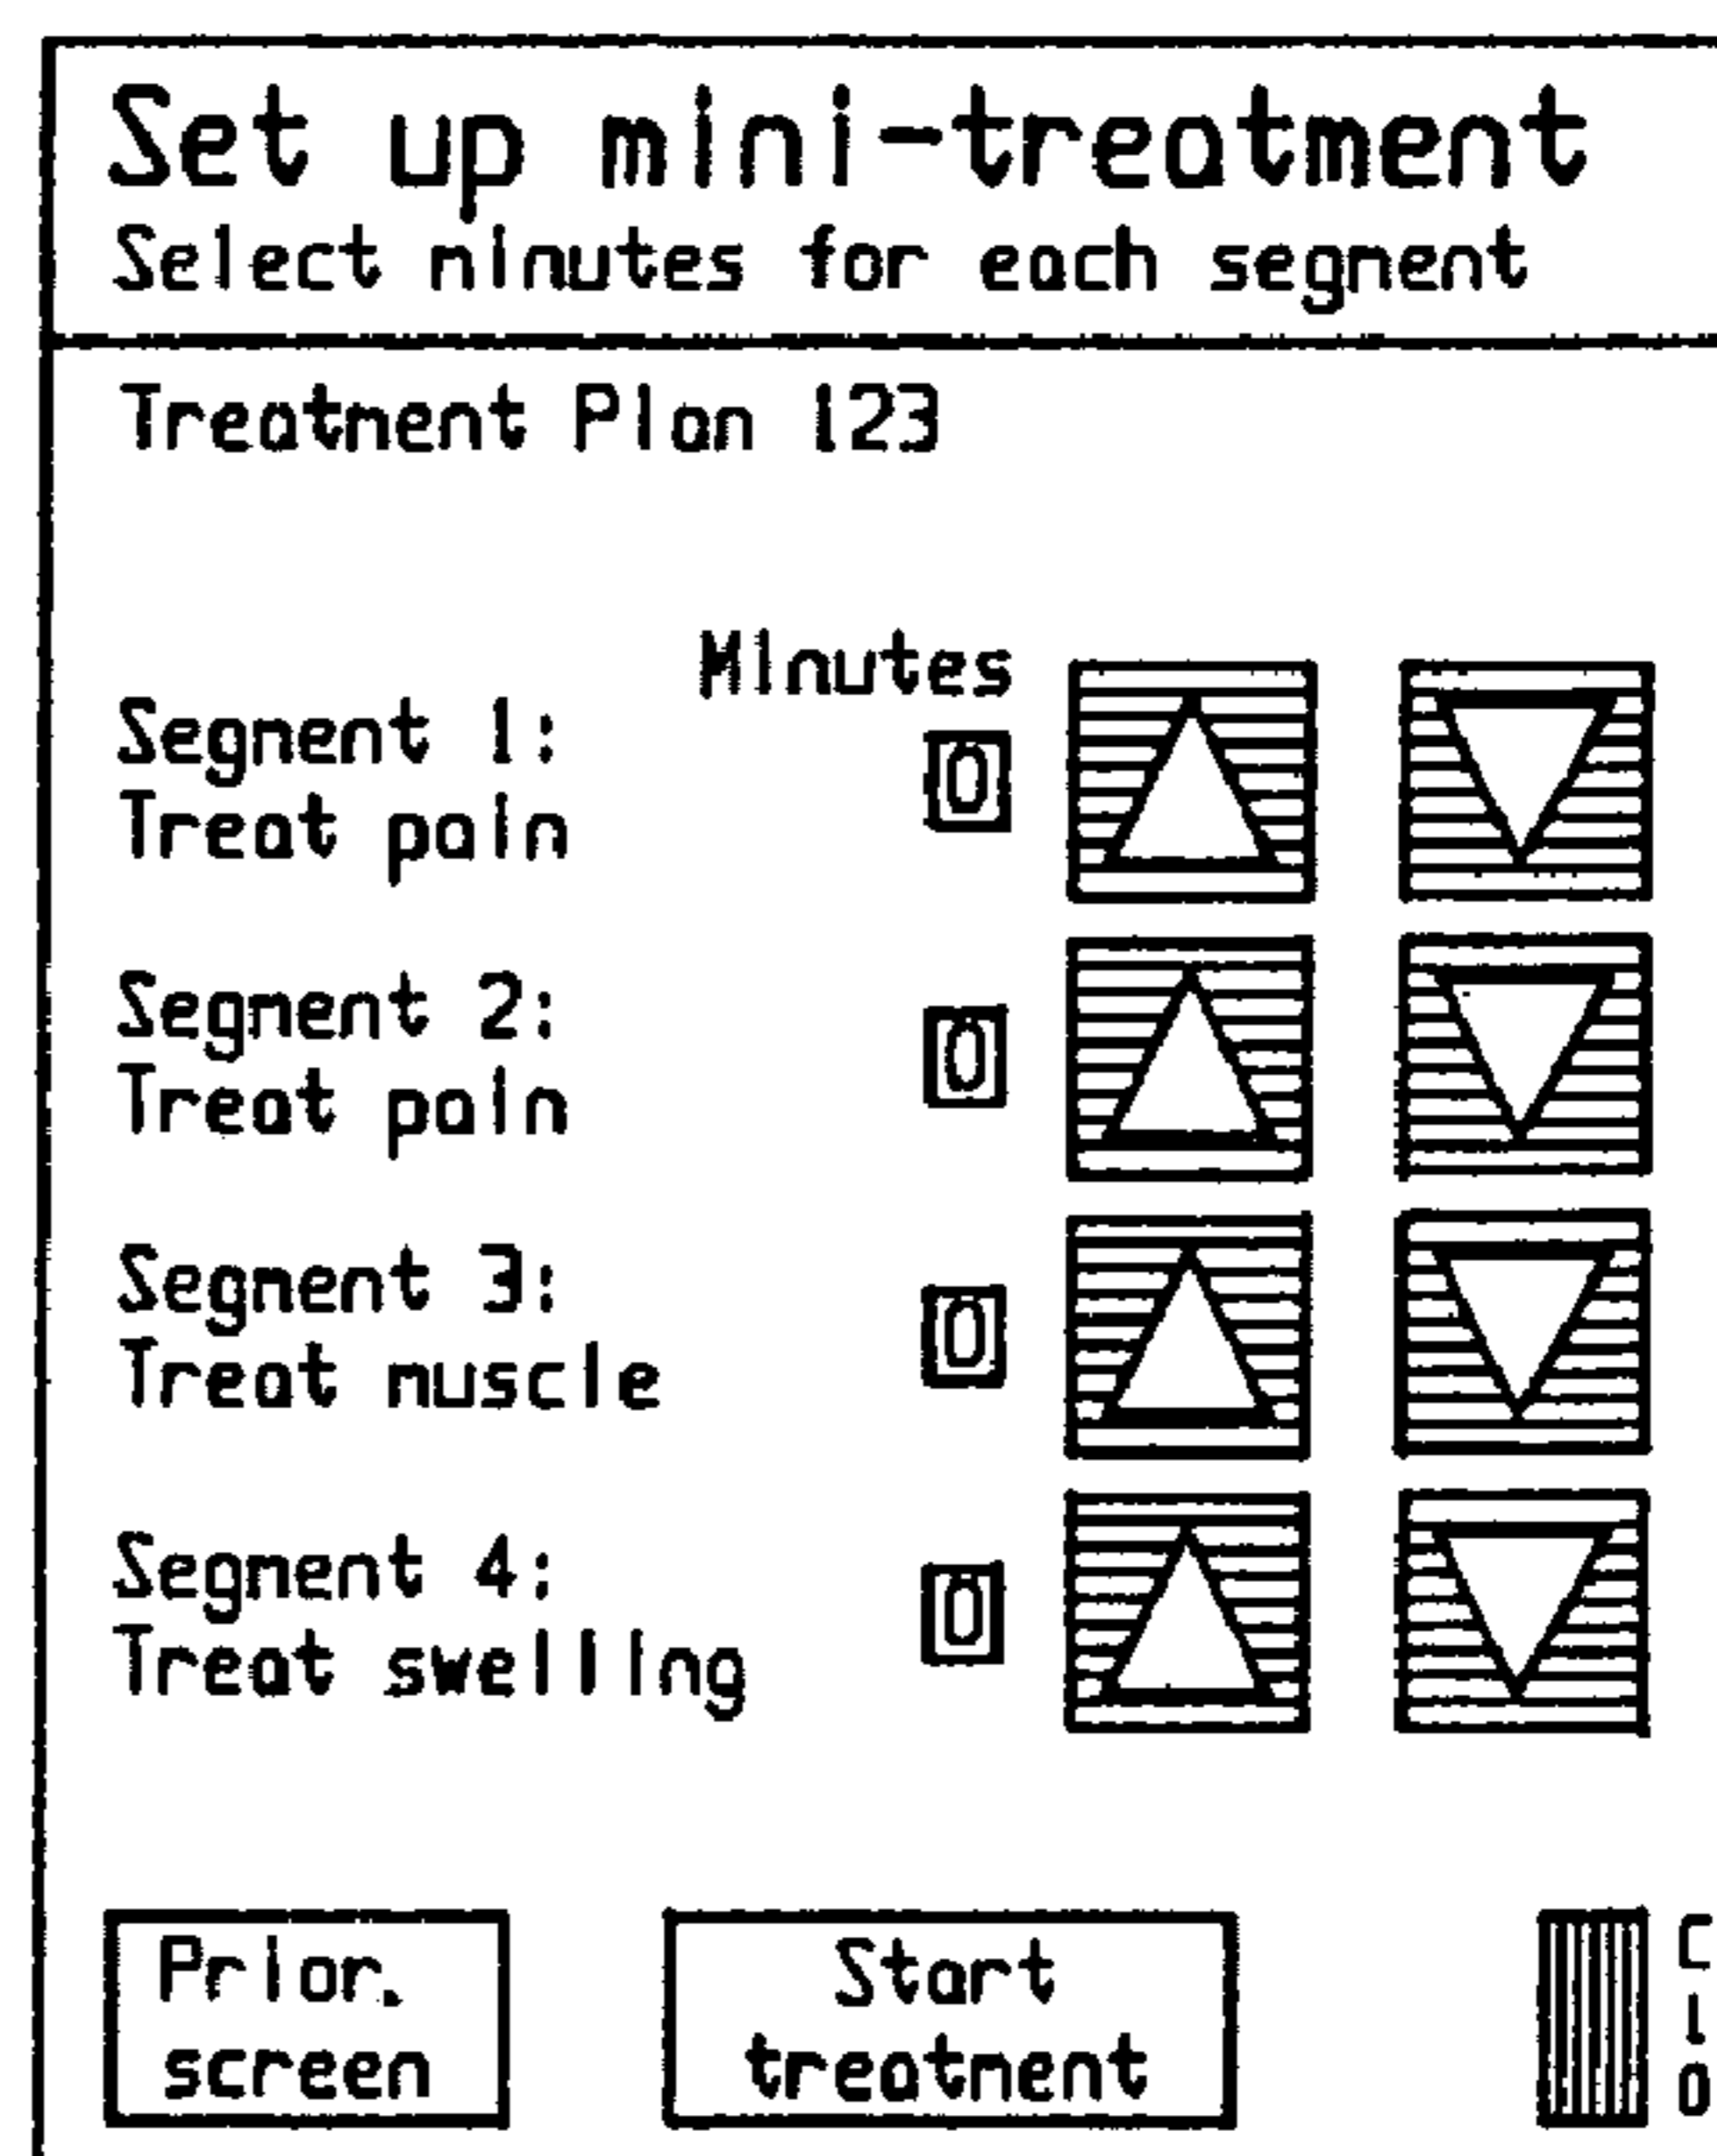 Set up mini-treatment
Select minutes for each segment
Treatment Plan 123
Minutes
Segment 1:
Treat pain
0
Segment 2:
Treat pain
0
Segment 3:
Treat muscle
0
Segment 4:
Treat swelling
0
Prior.
screen
Start
treatment